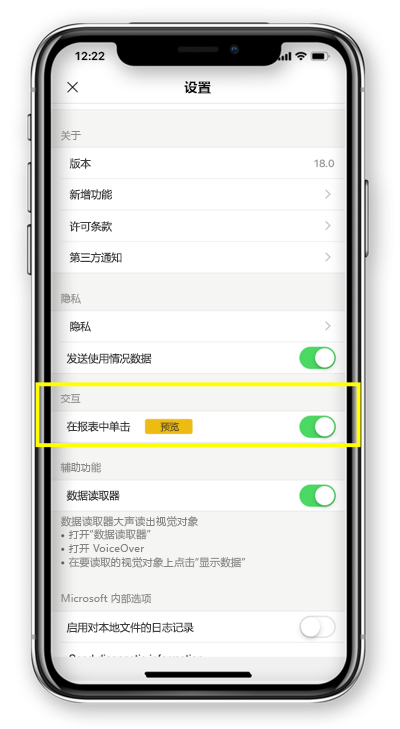 12:22
设置
关于
版本 18.0
新增功能
许可条款
第三方通知
隐私
隐私
发送使用情况数据
交互
在报表中单击 预览
辅助功能
数据读取器
数据读取器大声读出视觉对象
• 打开“数据读取器”
• 打开 VoiceOver
• 在要读取的视觉对象上点击“显示数据”
Microsoft 内部选项
启用对本地文件的日志记录
Send diagnostic information